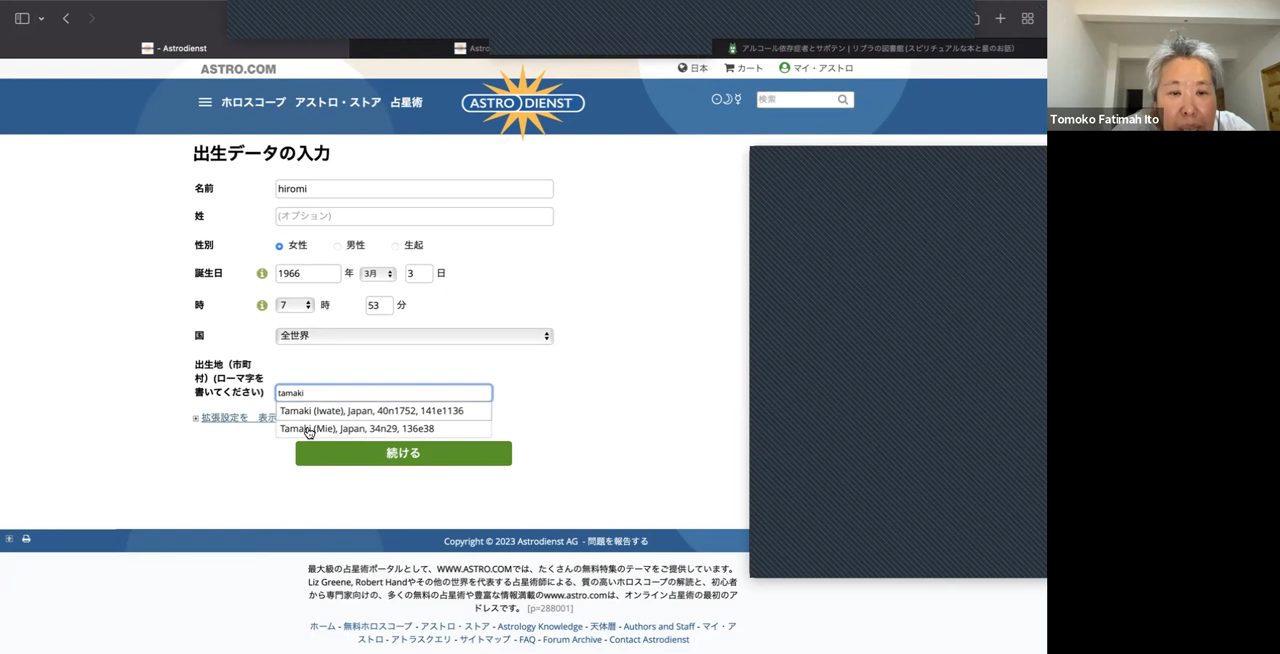 - Astrodienst
Astro
アルコール依存症者とサボテン | リブラの図書館(スピリチュアルな本と星のお話)
ASTRO.COM
日本
カート
マイ・アストロ
ホロスコープ アストロ・ストア 占星術
ASTRO DIENST
検索
Tomoko Fatimah Ito
出生データの入力
名前 hiromi
姓 (オプション)
性別 女性 男性 生起
誕生日 1966 年 3月 3 日
時 7 時 53 分
国 全世界
出生地（市町
村）(ローマ字を
書いてください) tamaki
Tamaki (Iwate), Japan, 40n1752, 141e1136
拡張設定を 表示
Tamaki (Mie), Japan, 34n29, 136e38
続ける
Copyright © 2023 Astrodienst AG - 問題を報告する
最大級の占星術ポータルとして、WWW.ASTRO.COMでは、たくさんの無料特集のテーマをご提供しています。
Liz Greene, Robert Handやその他の世界を代表する占星術師による、質の高いホロスコープの解読と、初心者
から専門家向けの、多くの無料の占星術や豊富な情報満載のwww.astro.comは、オンライン占星術の最初のア
ドレスです。 [p=288001]
ホーム - 無料ホロスコープ - アストロ・ストア - Astrology Knowledge - 天体暦 - Authors and Staff - マイ・ア
ストロ - アトラスクエリ - サイトマップ - FAQ - Forum Archive - Contact Astrodienst